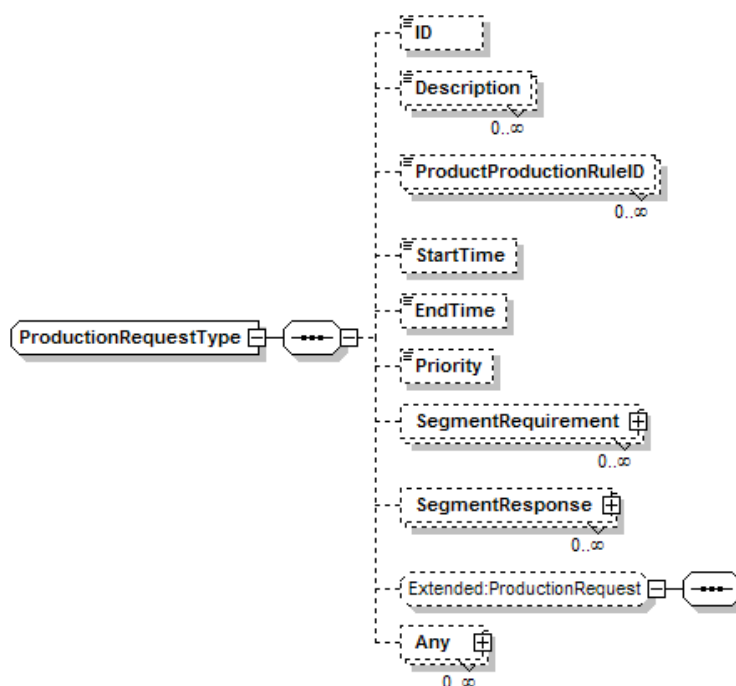 ID
Description
0..∞
ProductProductionRuleID
0..∞
StartTime
EndTime
ProductionRequestType
Priority
SegmentRequirement
0..∞
SegmentResponse
0..∞
Extended:ProductionRequest
Any
0..∞